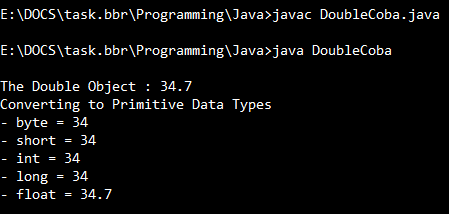 E:\DOCS\task.bbr\Programming\Java>javac DoubleCoba.java
E:\DOCS\task.bbr\Programming\Java>java DoubleCoba
The Double Object : 34.7
Converting to Primitive Data Types
- byte = 34
- short = 34
- int = 34
- long = 34
- float = 34.7